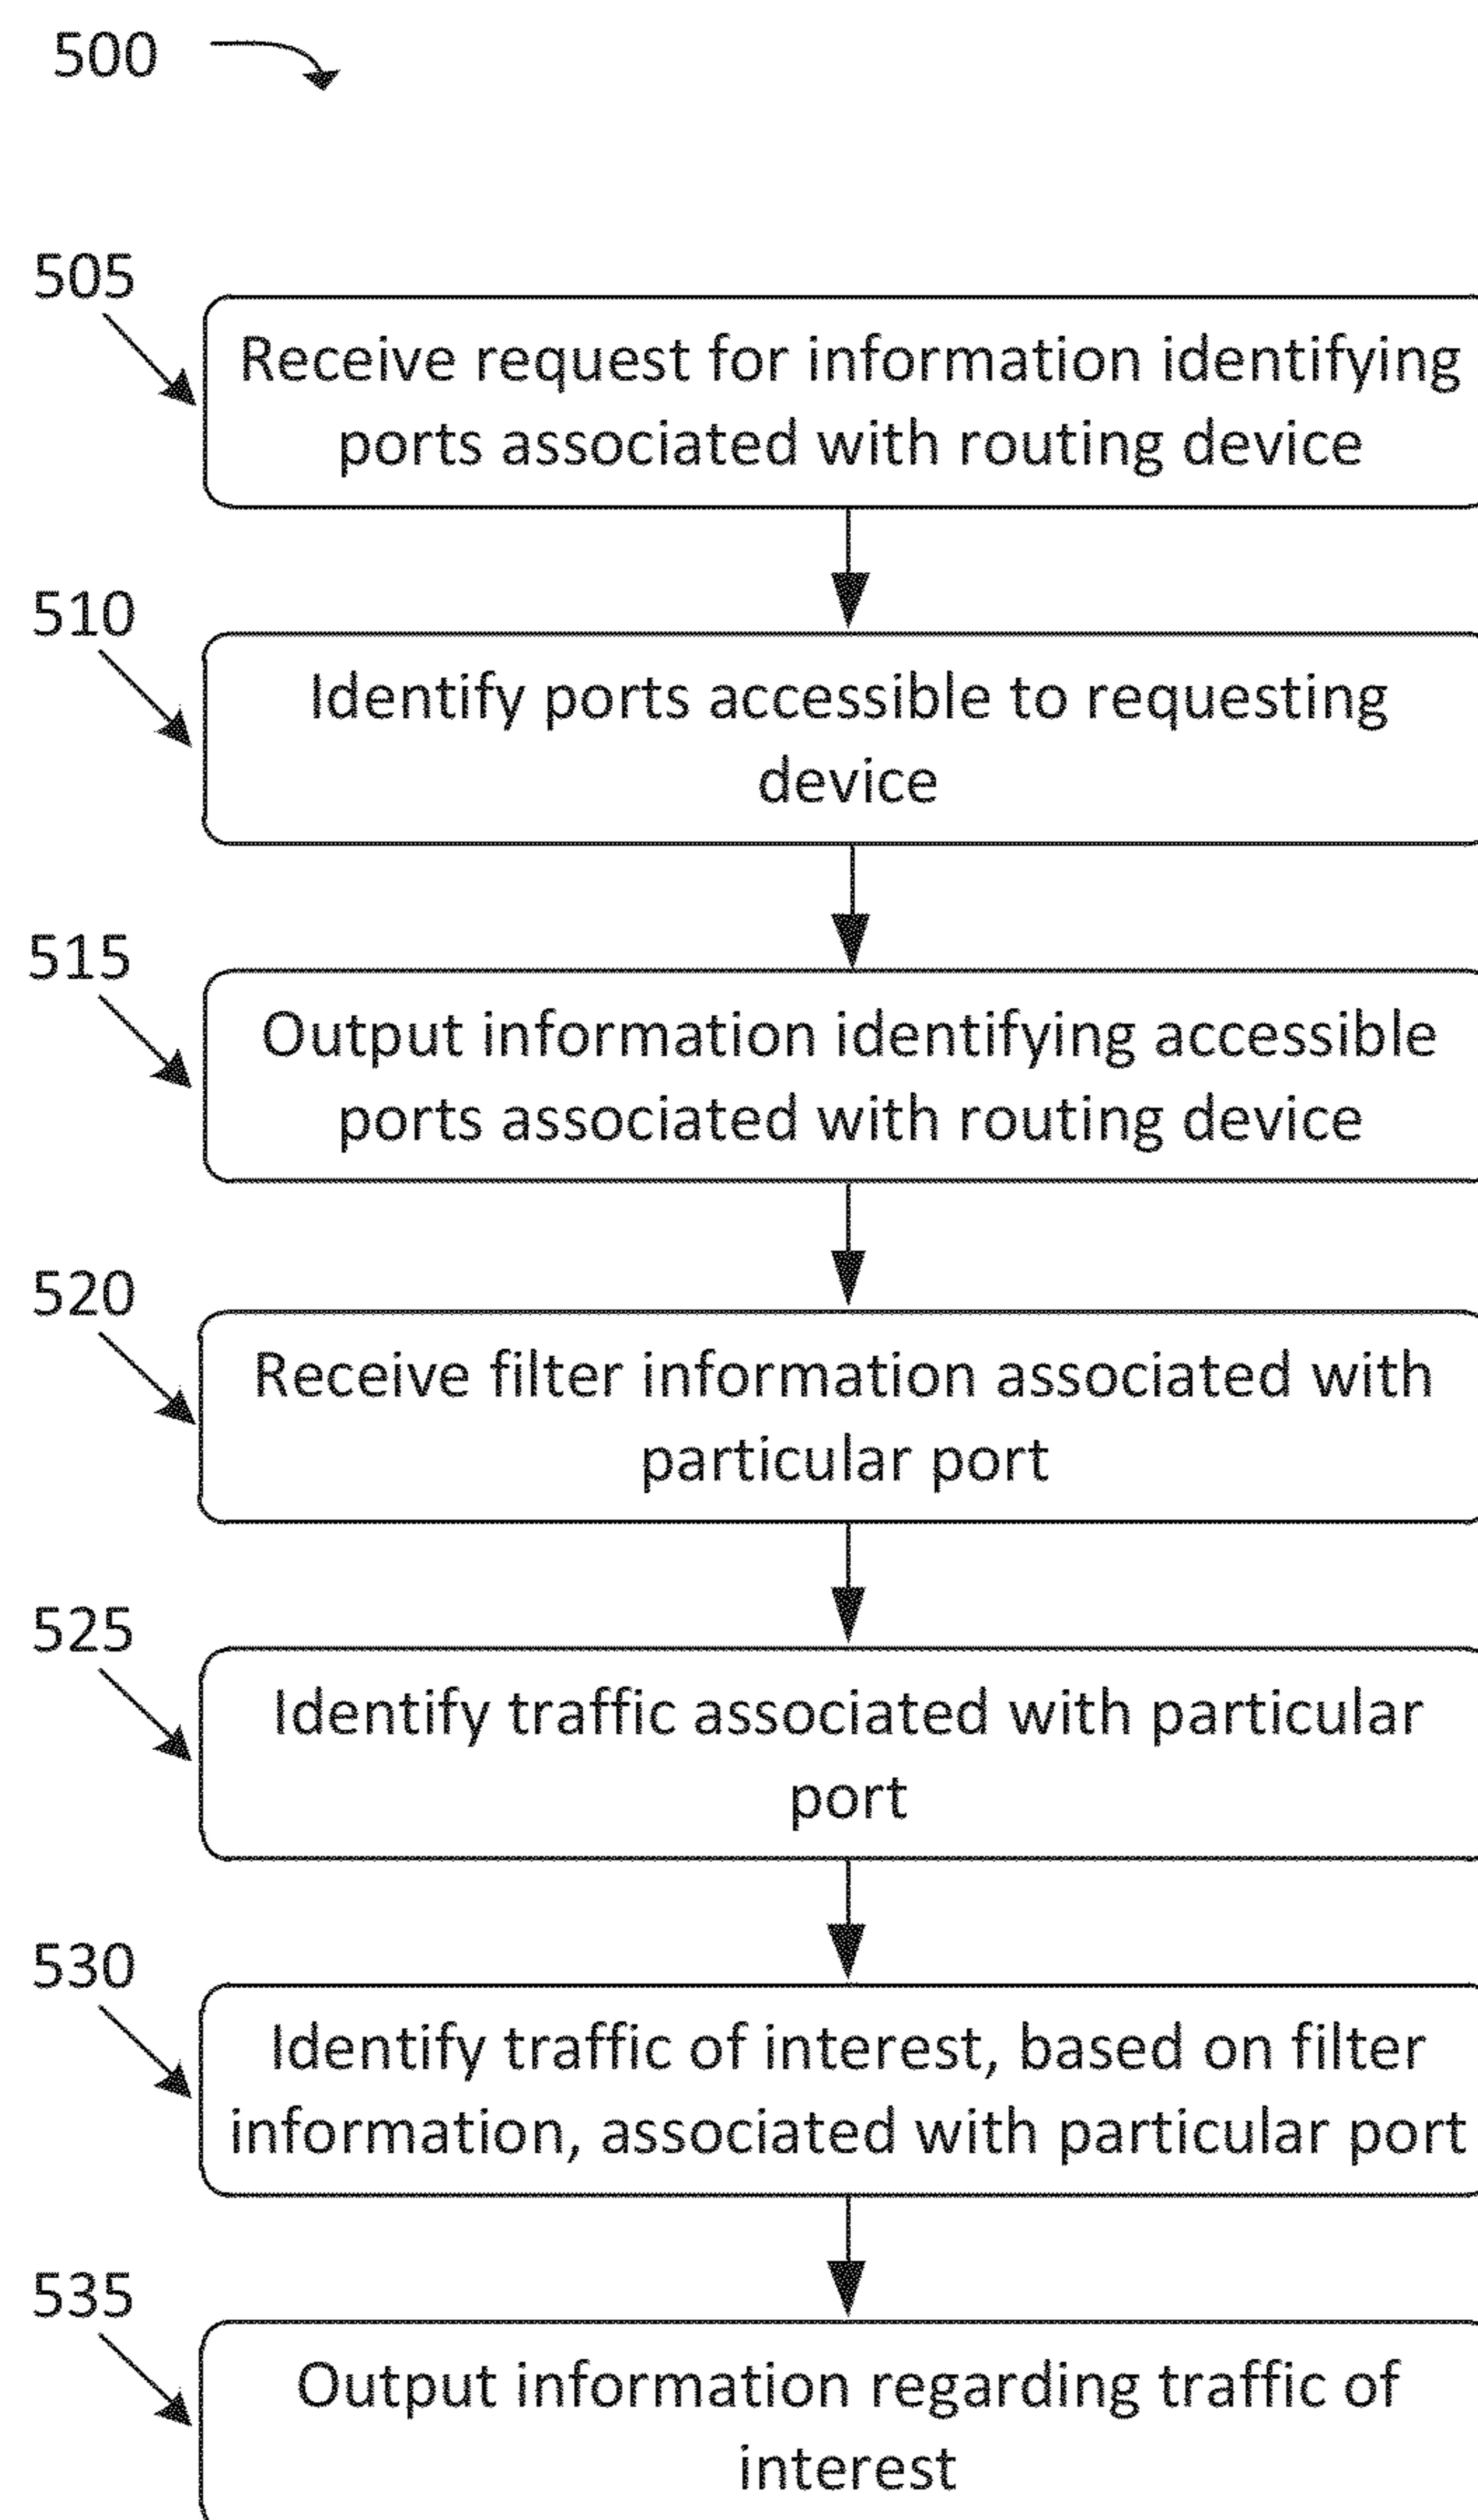 500
505
Receive request for information identifying
ports associated with routing device
510
Identify ports accessible to requesting
device
515
Output information identifying accessible
ports associated with routing device
520
Receive filter information associated with
particular port
525
Identify traffic associated with particular
port
530
Identify traffic of interest, based on filter
information, associated with particular port
535
Output information regarding traffic of
interest